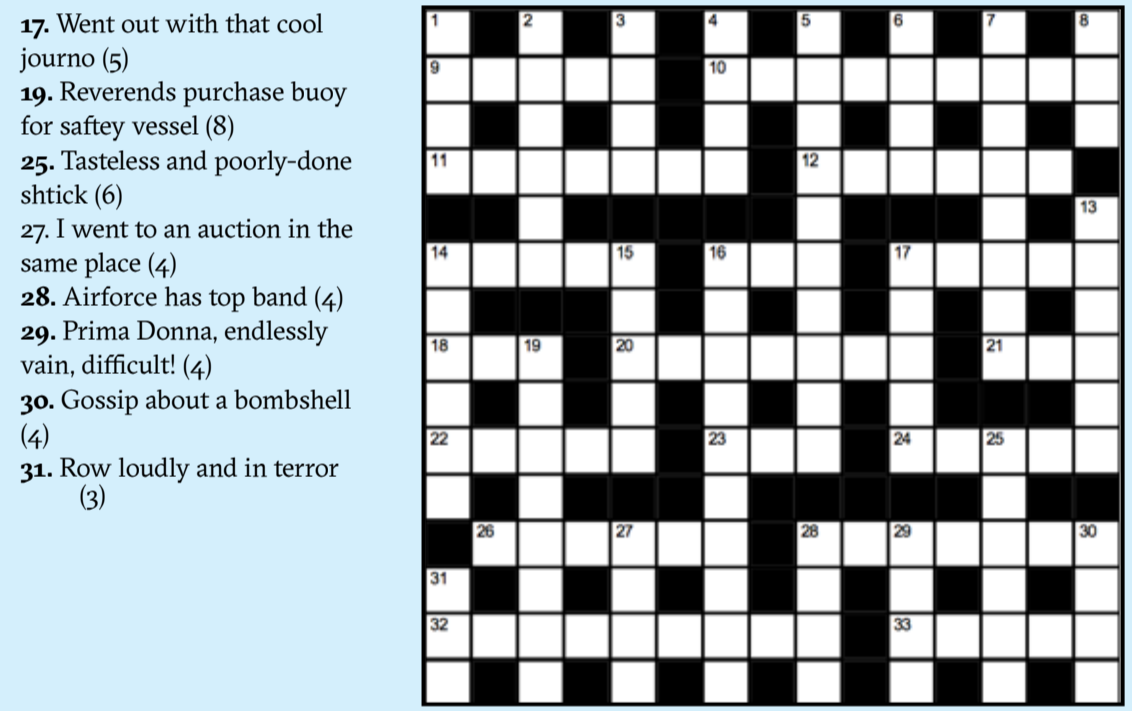 17. Went out with that cool
journo (5)
19. Reverends purchase buoy
for saftey vessel (8)
25. Tasteless and poorly-done
shtick (6)
27. I went to an auction in the
same place (4)
28. Airforce has top band (4)
29. Prima Donna, endlessly
vain, difficult! (4)
30. Gossip about a bombshell
(4)
31. Row loudly and in terror
(3)
1 2 3 4 5 6 7 8
9 10
11 12
13
14 15 16 17
18 19 20 21
22 23 24 25
26 27 28 29 30
31
32 33